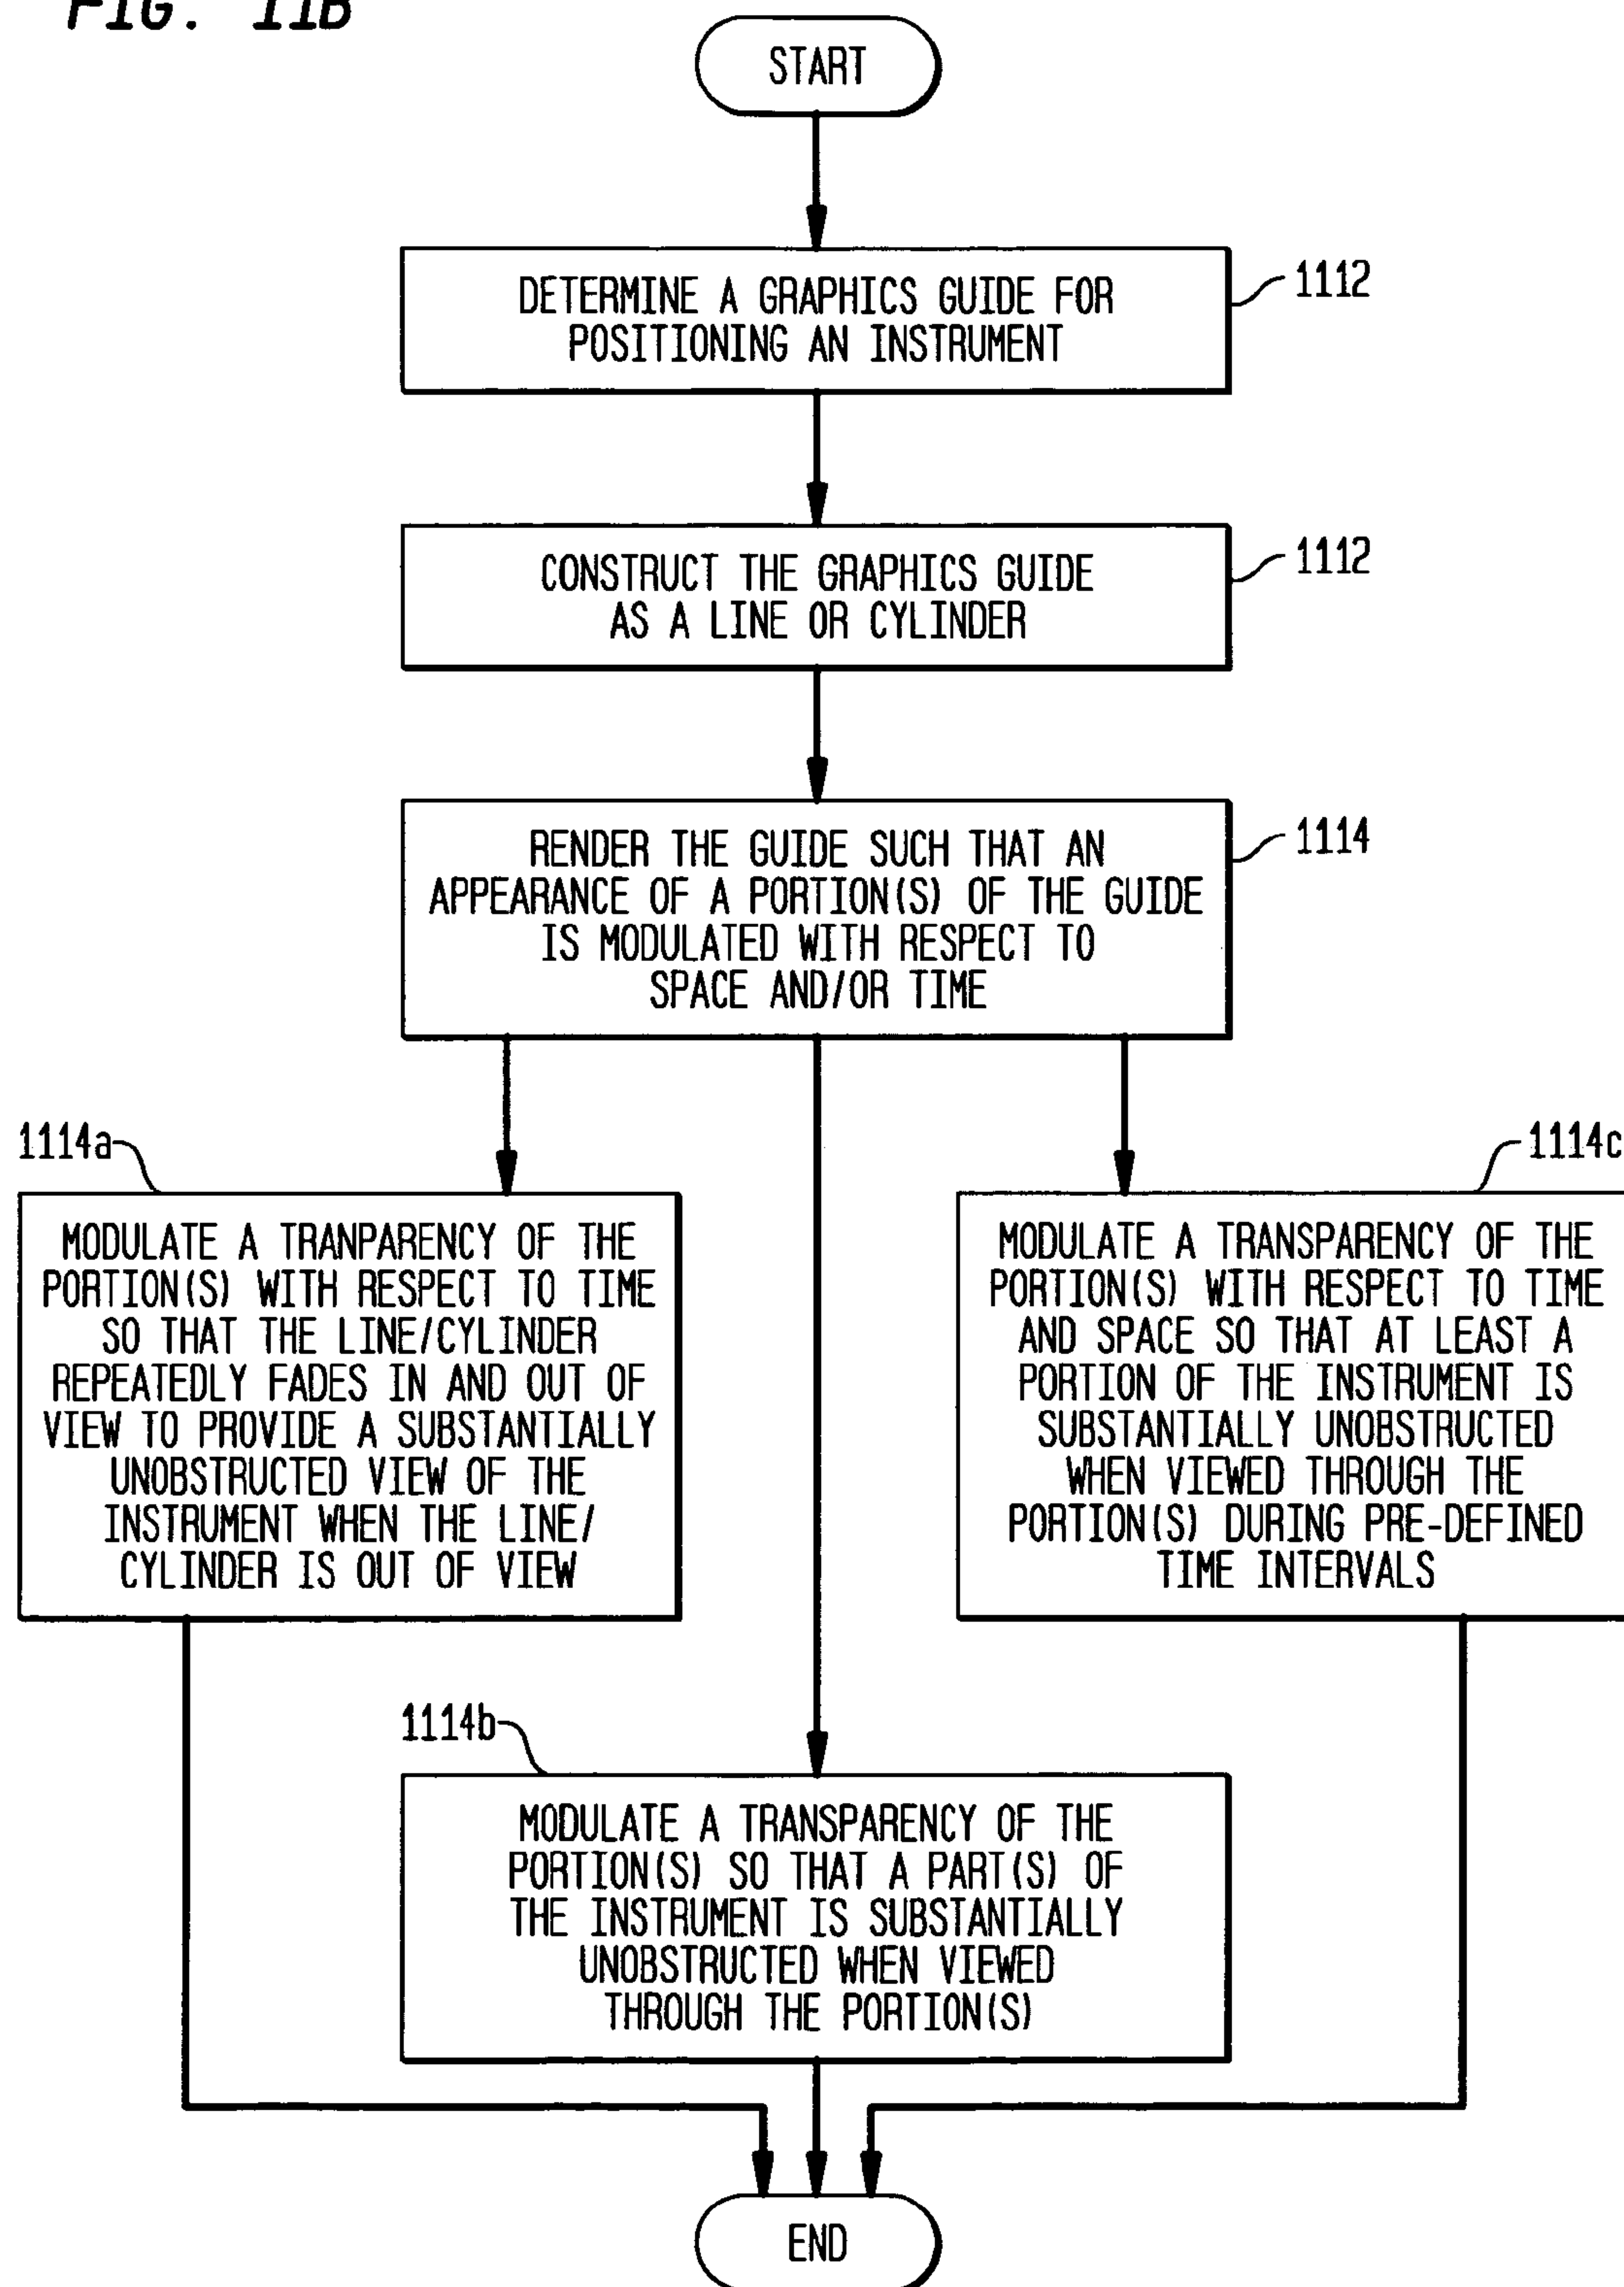 FIG. 11B
START
DETERMINE A GRAPHICS GUIDE FOR
POSITIONING AN INSTRUMENT
1112
CONSTRUCT THE GRAPHICS GUIDE
AS A LINE OR CYLINDER
1112
RENDER THE GUIDE SUCH THAT AN
APPEARANCE OF A PORTION(S) OF THE GUIDE
IS MODULATED WITH RESPECT TO
SPACE AND/OR TIME
1114
1114a
MODULATE A TRANPARENCY OF THE
PORTION(S) WITH RESPECT TO TIME
SO THAT THE LINE/CYLINDER
REPEATEDLY FADES IN AND OUT OF
VIEW TO PROVIDE A SUBSTANTIALLY
UNOBSTRUCTED VIEW OF THE
INSTRUMENT WHEN THE LINE/
CYLINDER IS OUT OF VIEW
1114c
MODULATE A TRANSPARENCY OF THE
PORTION(S) WITH RESPECT TO TIME
AND SPACE SO THAT AT LEAST A
PORTION OF THE INSTRUMENT IS
SUBSTANTIALLY UNOBSTRUCTED
WHEN VIEWED THROUGH THE
PORTION(S) DURING PRE-DEFINED
TIME INTERVALS
1114b
MODULATE A TRANSPARENCY OF THE
PORTION(S) SO THAT A PART(S) OF
THE INSTRUMENT IS SUBSTANTIALLY
UNOBSTRUCTED WHEN VIEWED
THROUGH THE PORTION(S)
END